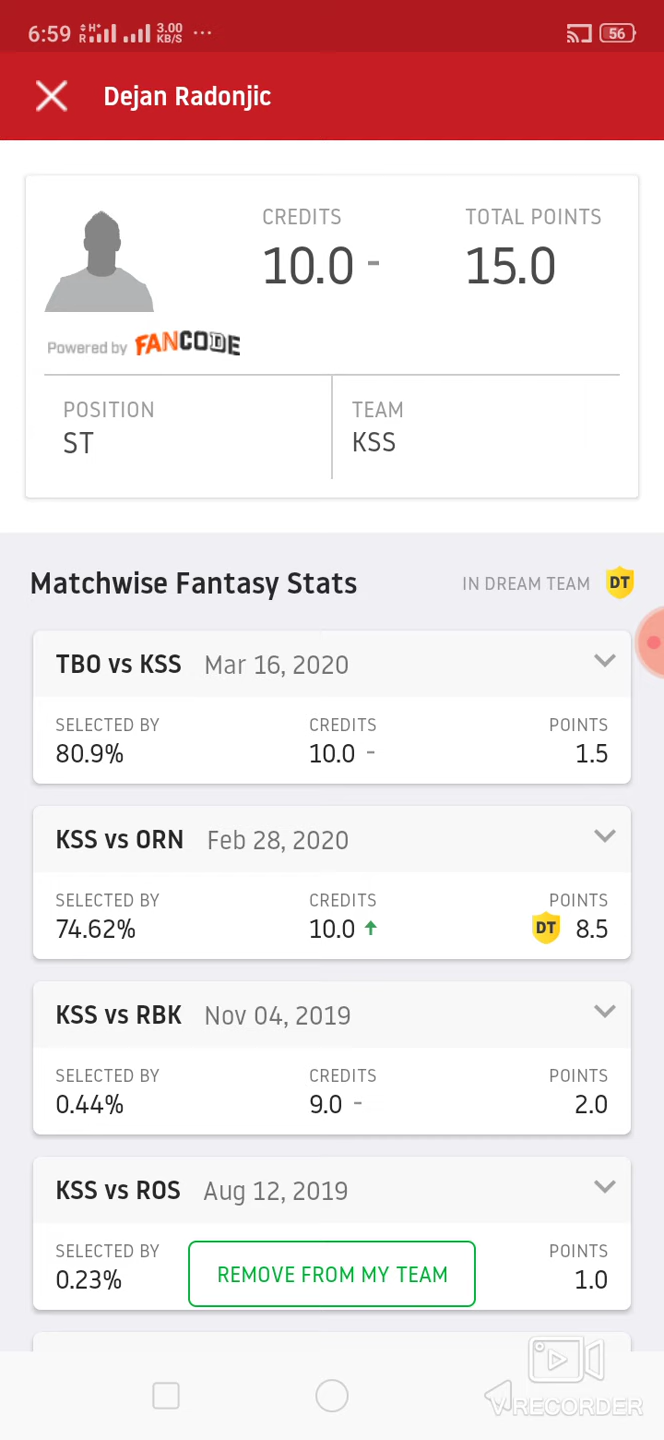 6:59 R H+ 3.00 KB/S ... 56
Dejan Radonjic
CREDITS TOTAL POINTS
10.0 - 15.0
Powered by FANCODE
POSITION TEAM
ST KSS
Matchwise Fantasy Stats IN DREAM TEAM DT
TBO vs KSS Mar 16, 2020
SELECTED BY CREDITS POINTS
80.9% 10.0 - 1.5
KSS vs ORN Feb 28, 2020
SELECTED BY CREDITS POINTS
74.62% 10.0 DT 8.5
KSS vs RBK Nov 04, 2019
SELECTED BY CREDITS POINTS
0.44% 9.0 - 2.0
KSS vs ROS Aug 12, 2019
SELECTED BY POINTS
0.23% REMOVE FROM MY TEAM 1.0
VRECORDER